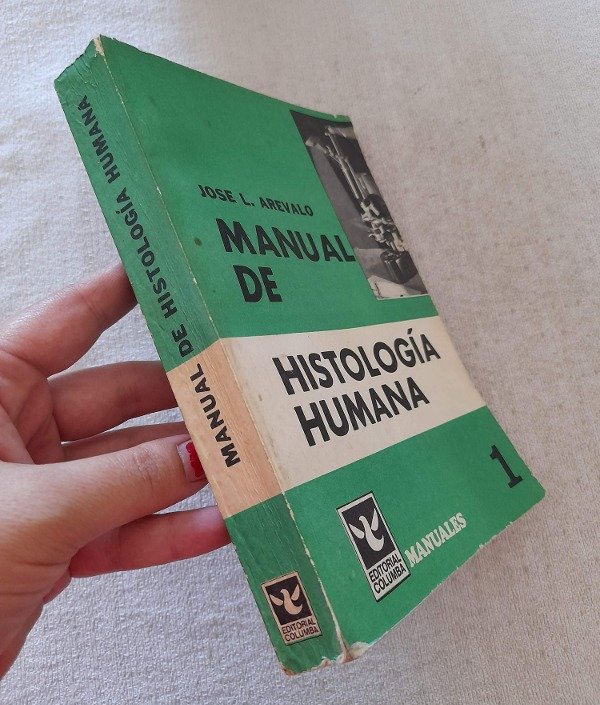 MANUAL DE HISTOLOGÍA HUMANA
EDITORIAL
COLUMBA
JOSE L. AREVALO
MANUAL
DE
HISTOLOGÍA
HUMANA
1
EDITORIAL
COLUMBA
MANUALES